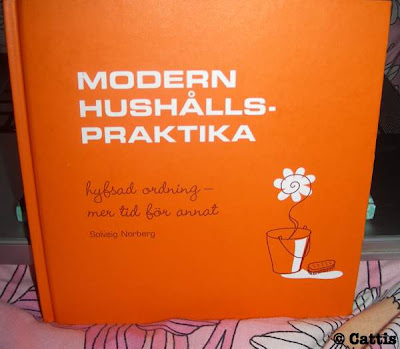 MODERN
HUSHÅLLS-
PRAKTIKA
hyfsad ordning –
mer tid för annat
Solveig Norberg
© Cattis